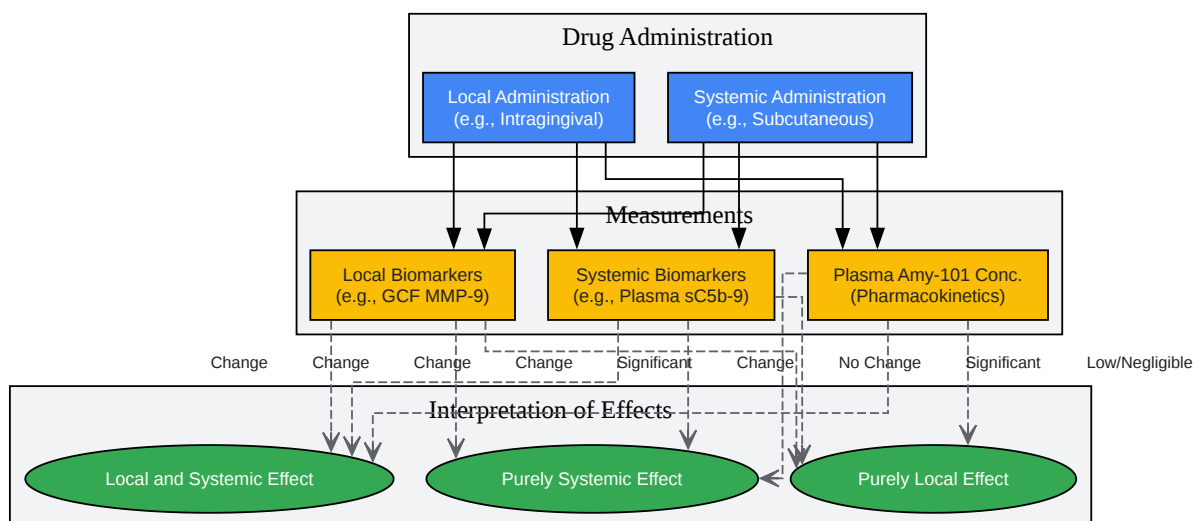 Drug Administration
Local Administration
(e.g., Intragingival)
Systemic Administration
(e.g., Subcutaneous)
Measurements
Local Biomarkers
(e.g., GCF MMP-9)
Systemic Biomarkers
(e.g., Plasma sC5b-9)
Plasma Amy-101 Conc.
(Pharmacokinetics)
Change
Change
Change
Change
Significant
Change
No Change
Significant
Low/Negligible
Interpretation of Effects
Local and Systemic Effect
Purely Systemic Effect
Purely Local Effect